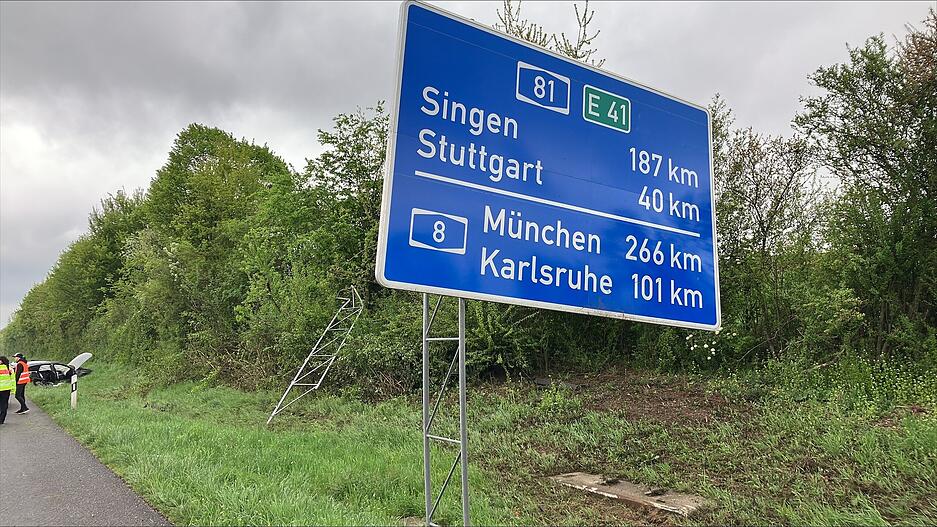 81 E 41
Singen 187 km
Stuttgart 40 km
8 München 266 km
Karlsruhe 101 km